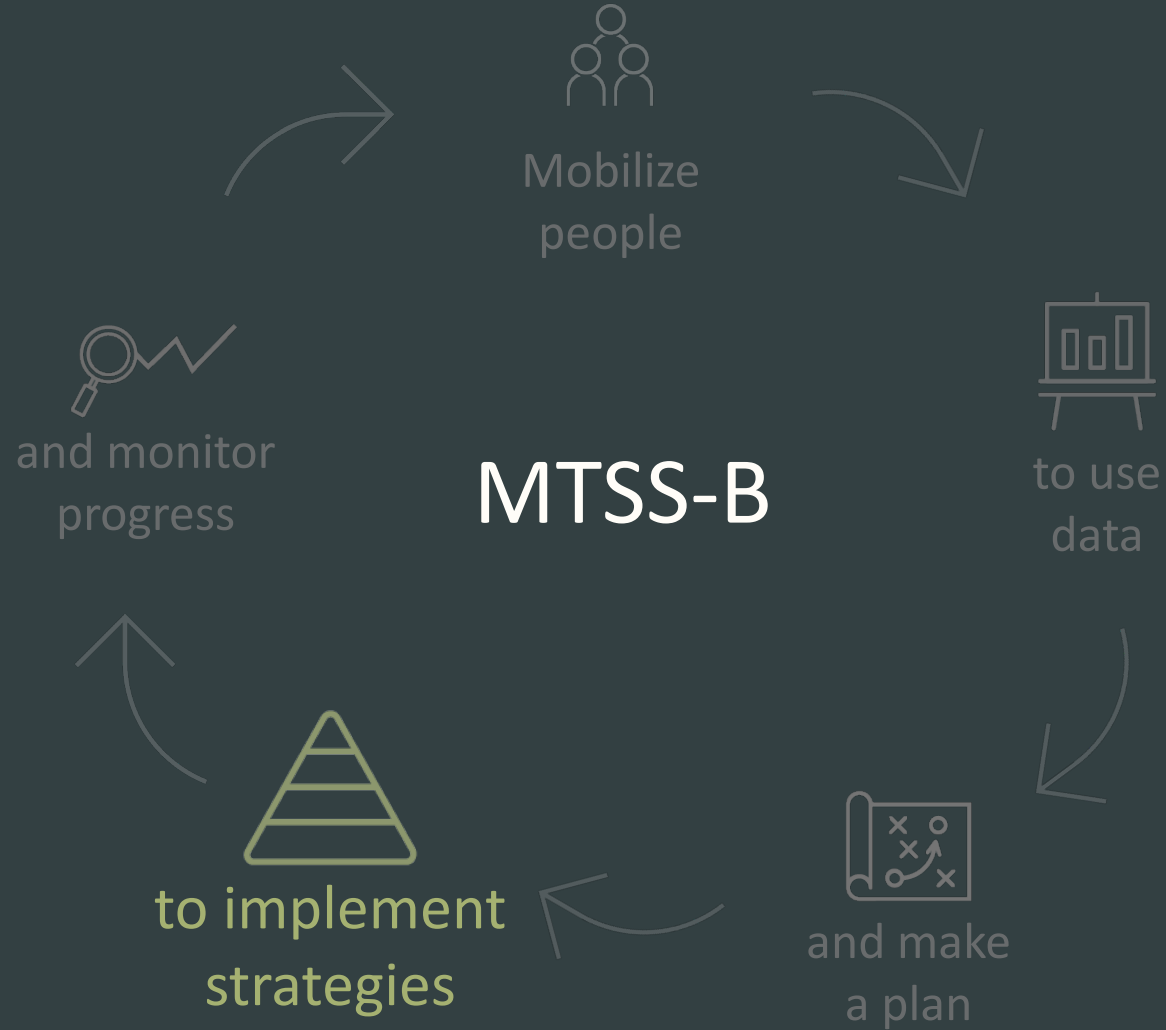 Mobilize
people
to use
data
and make
a plan
to implement
strategies
and monitor
progress
MTSS-B